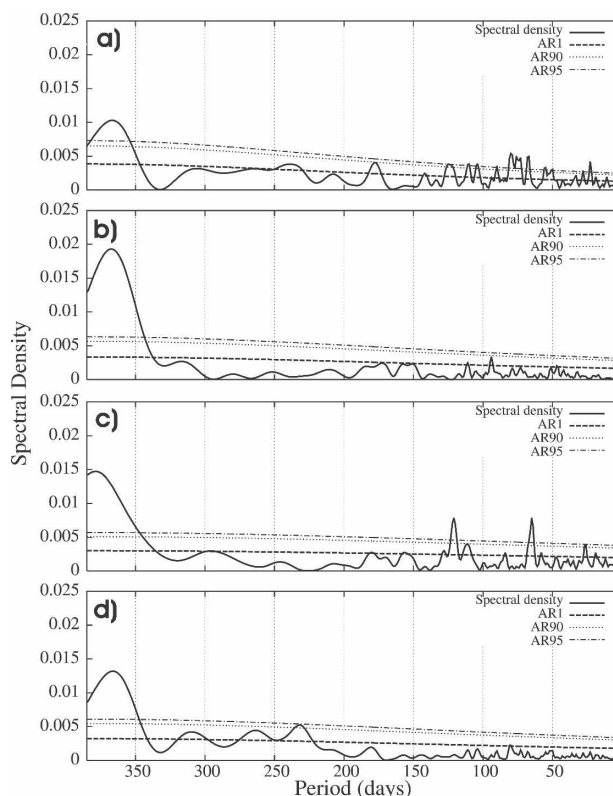 Spectral Density
a)
0.025
0.02
0.015
0.01
0.005
0
Spectral density
AR1
AR90
AR95
b)
0.025
0.02
0.015
0.01
0.005
0
Spectral density
AR1
AR90
AR95
c)
0.025
0.02
0.015
0.01
0.005
0
Spectral density
AR1
AR90
AR95
d)
0.025
0.02
0.015
0.01
0.005
0
Spectral density
AR1
AR90
AR95
350 300 250 200 150 100 50
Period (days)